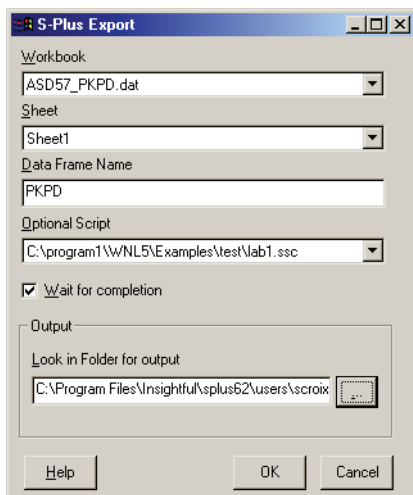 S-Plus Export
Workbook
ASD57_PKPD.dat
Sheet
Sheet1
Data Frame Name
PKPD
Optional Script
C:\program1\WNL5\Examples\test\lab1.ssc
Wait for completion
Output
Look in Folder for output
C:\Program Files\Insightful\splus62\users\scroix
...
Help
OK
Cancel